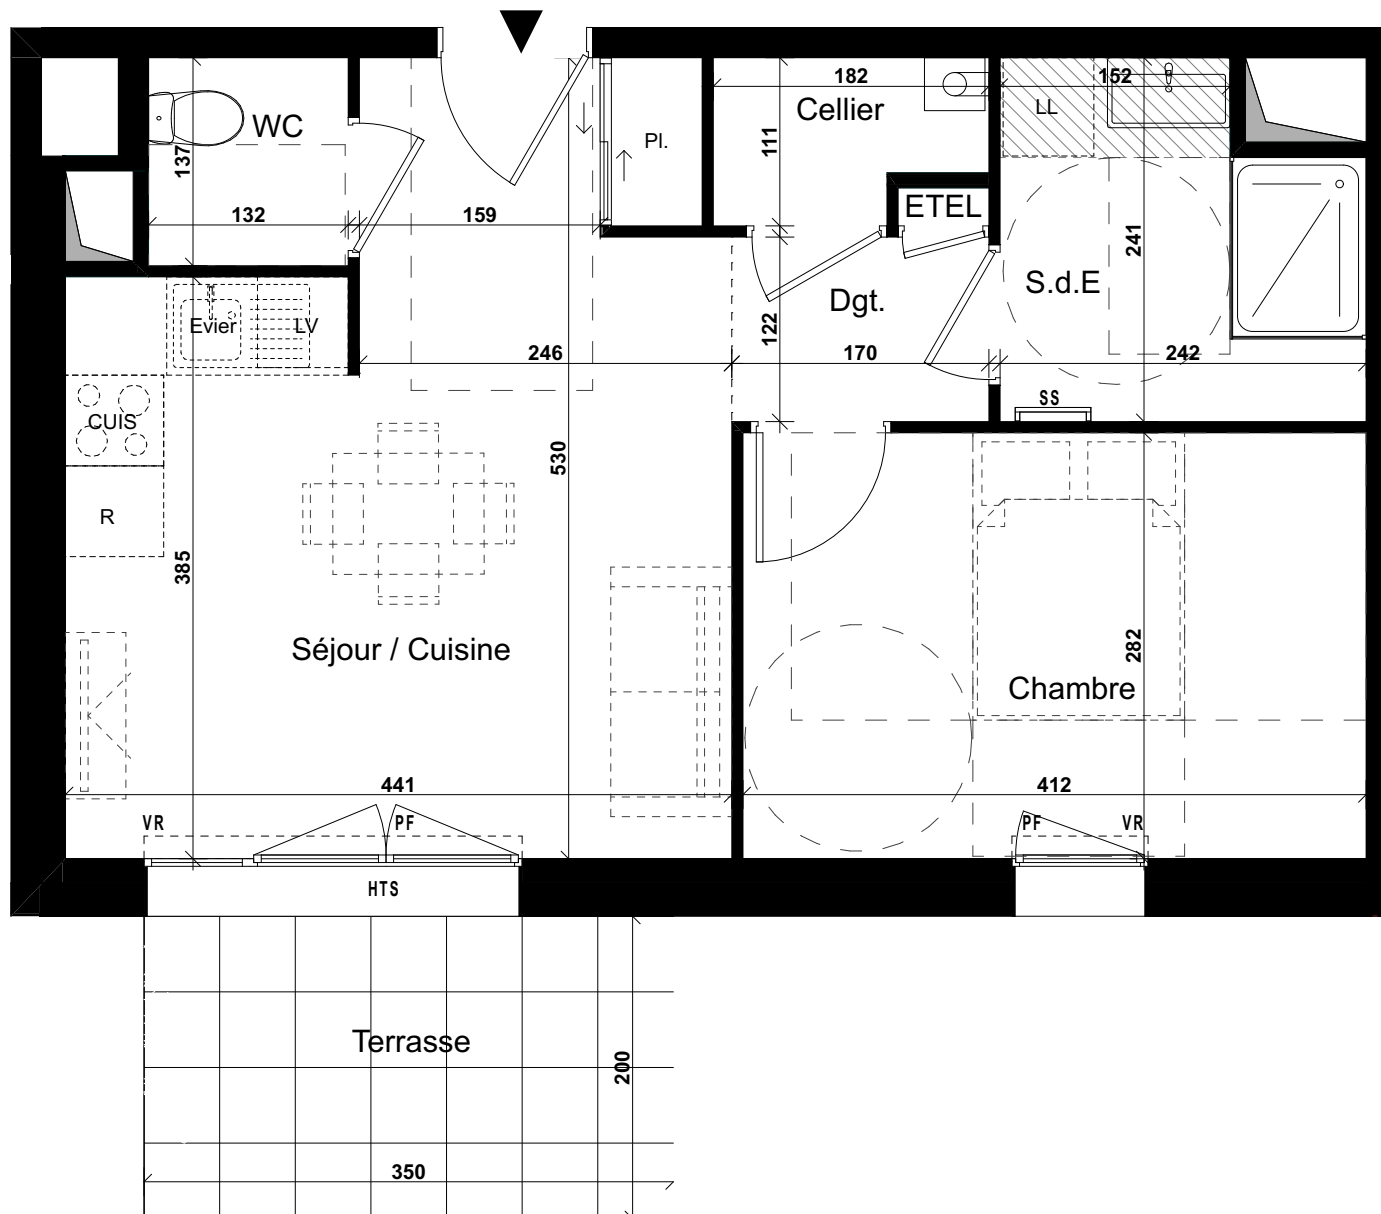 182
152
Cellier
LL
WC
111
Pl.
137
132
159
ETEL
241
S.d.E
Dgt.
Evier
LV
122
246
170
242
SS
CUIS
530
R
385
282
Séjour / Cuisine
Chambre
441
412
VR
PF
PF
VR
HTS
Terrasse
200
350